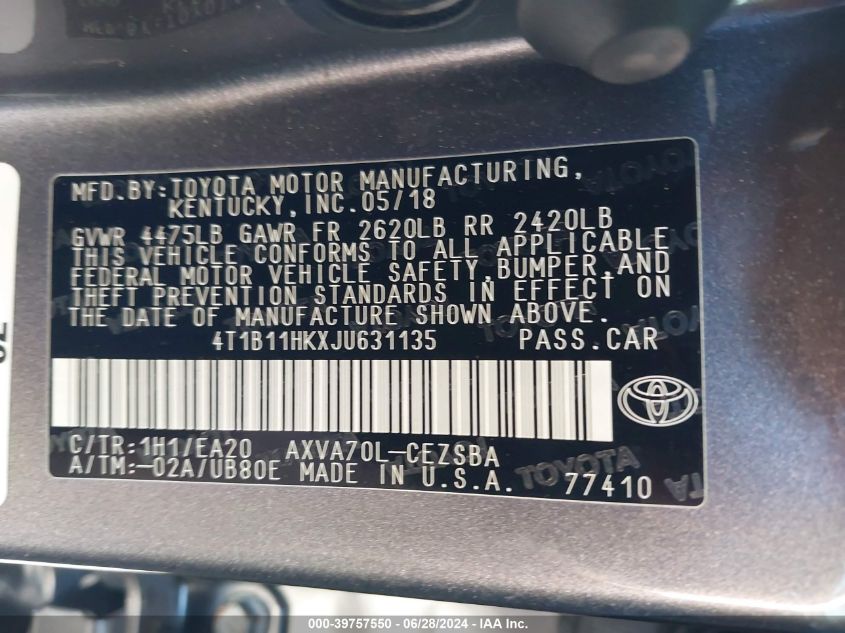 MFD.BY:TOYOTA MOTOR MANUFACTURING,
KENTUCKY,INC.05/18
GVWR 4475LB GAWR FR 2620LB RR 2420LB
THIS VEHICLE CONFORMS TO ALL APPLICABLE
FEDERAL MOTOR VEHICLE SAFETY,BUMPER,AND
THEFT PREVENTION STANDARDS IN EFFECT ON
THE DATE OF MANUFACTURE SHOWN ABOVE.
4T1B11HKXJU631135 PASS.CAR
C/TR:1H1/EA20 AXVA70L-CEZSBA
A/TM:-02A/UB80E MADE IN U.S.A. 77410
TOYOTA
000-39757550 - 06/28/2024 - IAAI Inc.